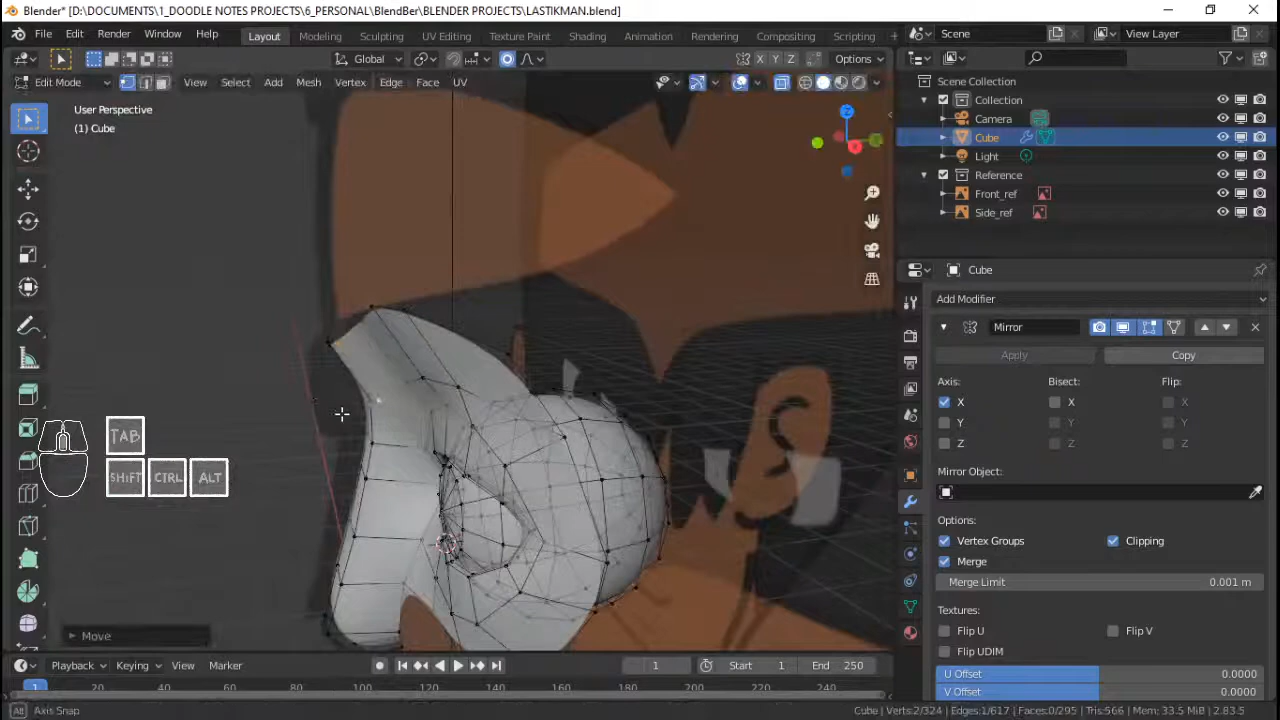 Blender* [D:\DOCUMENTS\1_DOODLE NOTES PROJECTS\6_PERSONAL\BlendBer\BLENDER PROJECTS\LASTIKMAN.blend]
File Edit Render Window Help Layout Modeling Sculpting UV Editing Texture Paint Shading Animation Rendering Compositing Scripting + Scene View Layer
Global X Y Z Options
Edit Mode View Select Add Mesh Vertex Edge Face UV
User Perspective
(1) Cube
X
Z
TAB
SHIFT CTRL ALT
Move
Playback Keying View Marker 1 Start 1 End 250
1 20 40 60 80 100 120 140 160 180 200 220 240
Scene Collection
Collection
Camera
Cube
Light
Reference
Front_ref
Side_ref
Cube
Add Modifier
Mirror
Apply Copy
Axis: Bisect: Flip:
X X X
Y Y Y
Z Z Z
Mirror Object:
Options:
Vertex Groups Clipping
Merge
Merge Limit 0.001 m
Textures:
Flip U Flip V
Flip UDIM
U Offset 0.0000
V Offset 0.0000
Alt Axis Snap
Cube | Verts:2/324 | Edges:1/617 | Faces:0/295 | Tris:566 | Mem: 33.5 MiB | 2.83.5